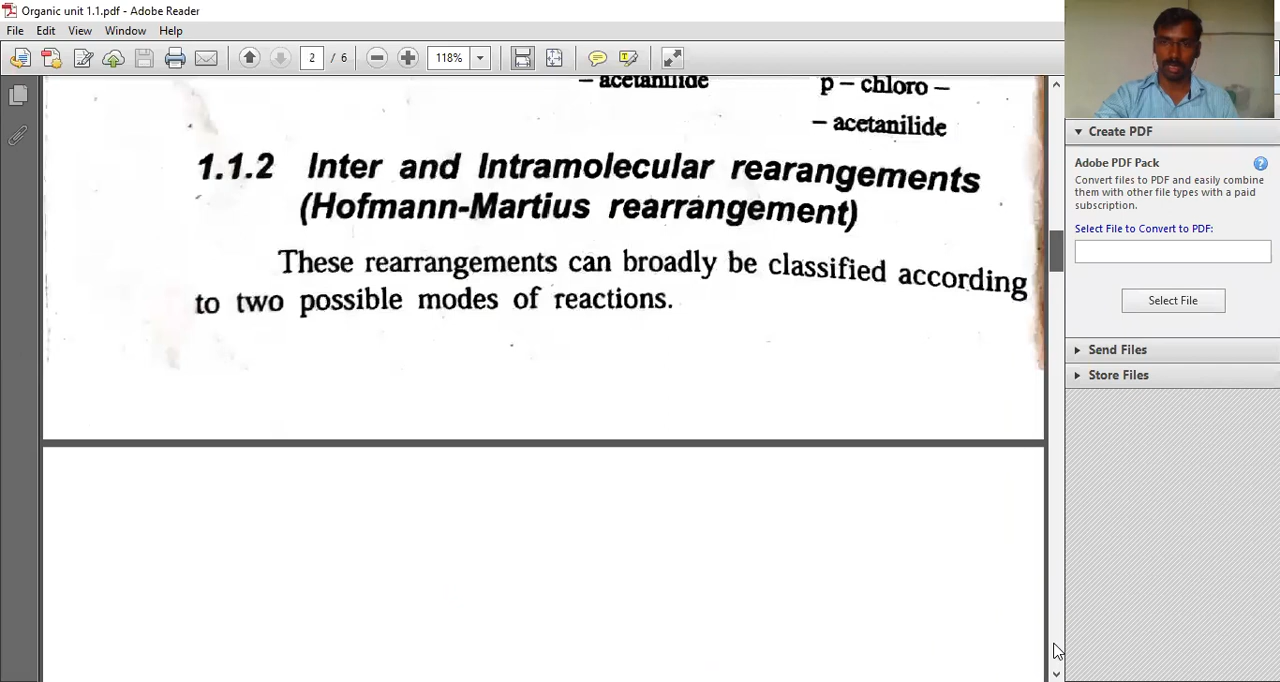 Organic unit 1.1.pdf - Adobe Reader
File Edit View Window Help
2 / 6 118%
– acetanilide
p – chloro –
– acetanilide
1.1.2 Inter and Intramolecular rearangements
(Hofmann-Martius rearrangement)
These rearrangements can broadly be classified according
to two possible modes of reactions.
Create PDF
Adobe PDF Pack
Convert files to PDF and easily combine
them with other file types with a paid
subscription.
Select File to Convert to PDF:
Select File
Send Files
Store Files